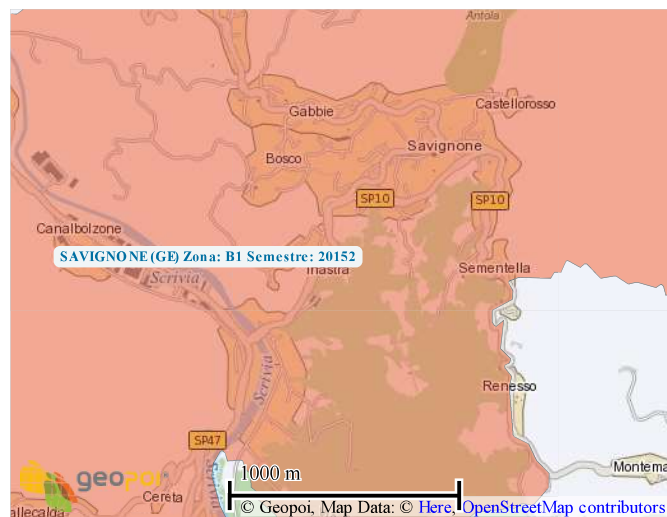 Antola
Gabbie
Castellorosso
Savignone
Bosco
SP10
SP10
Canalbolzone
SAVIGNONE (GE) Zona: B1 Semestre: 20152
Inastra
Sementella
Scrivia
Scrivia
Renesso
SP47
geopoi
1000 m
Montema
Cereta
allecalda
© Geopoi, Map Data: © Here, OpenStreetMap contributors